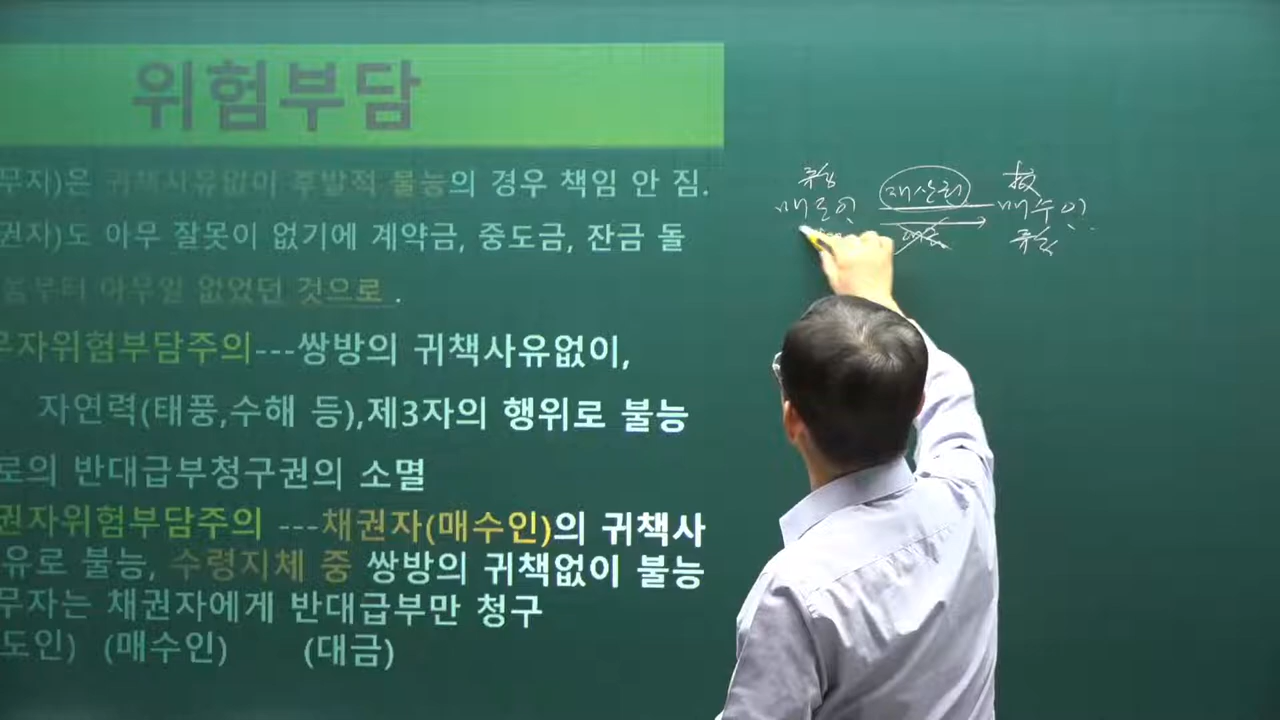 위험부담
무자)은 귀책사유없이 후발적 불능의 경우 책임 안 짐.
권자)도 아무 잘못이 없기에 계약금, 중도금, 잔금 돌
음부터 아무일 없었던 것으로 .
무자위험부담주의---쌍방의 귀책사유없이,
자연력(태풍,수해 등),제3자의 행위로 불능
로의 반대급부청구권의 소멸
권자위험부담주의 ---채권자(매수인)의 귀책사
유로 불능, 수령지체 중 쌍방의 귀책없이 불능
무자는 채권자에게 반대급부만 청구
도인) (매수인) (대금)
재산권
매도인 매수인